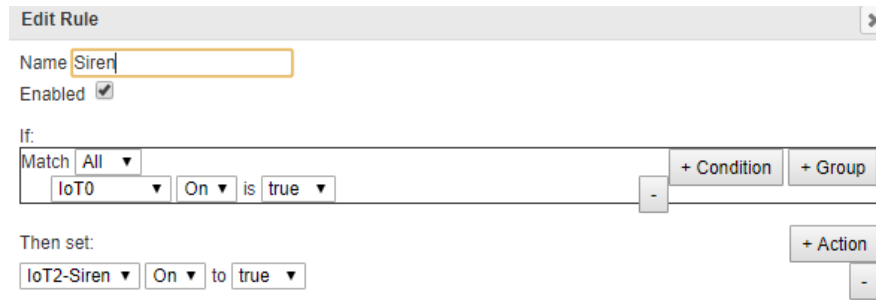 Edit Rule
Name Siren
Enabled
If:
Match All
+ Condition + Group
IoT0 On is true
-
Then set:
+ Action
IoT2-Siren On to true
-